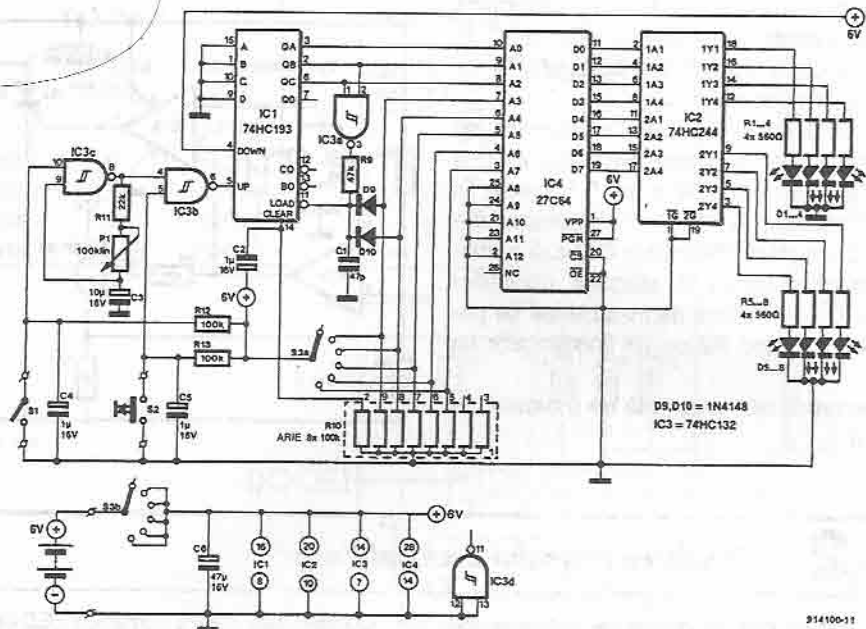 6V
15 A QA 3 10 A0 D0 11 2 1A1 1Y1 18
1 B QB 2 9 A1 D1 12 4 1A2 1Y2 16
10 C QC 6 8 A2 D2 13 6 1A3 1Y3 14
9 D QD 7 7 A3 D2 15 8 1A4 1Y4 12
IC1
74HC193
1 2
IC3a
3
R9
47k
6 A4 D4 16 11 2A1
5 A5 D5 17 13 2A2
4 A6 D6 18 15 2A3 2Y1 9
3 A7 D7 19 17 2A4 2Y2 7
2Y3 5
2Y4 3
IC2
74HC244
1G 2G
1 19
R1...4
4x 560Ω
D1...4
4 DOWN
CO 12
BO 13
5 UP
LOAD 11
CLEAR
14
D9
D10
C1
47p
25 A8
24 A9
21 A10
23 A11
2 A12
26 NC
IC4
27C64
6V
VPP 1
PGM 27
CS 20
OE 22
IC3c
10
9
8
R11
22k
4
5
6
IC3b
P1
100klin
10µ
16V
C3
C2
1µ
16V
6V
R12
100k
R13
100k
S3a
R5...8
4x 560Ω
D5...8
D9,D10 = 1N4148
IC3 = 74HC132
S1
C4
1µ
16V
S2
C5
1µ
16V
R10
ARIE 8x 100k
2 9 8 7 6 5 4 3
S3b
6V
6V
C6
47µ
16V
16 20 14 28
IC1 IC2 IC3 IC4
8 10 7 14
11
IC3d
12 13
914100-11